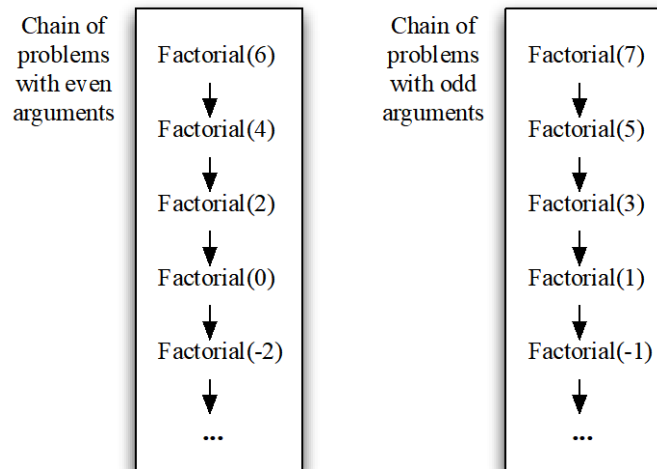 Chain of
problems
with even
arguments
Factorial(6)
Factorial(4)
Factorial(2)
Factorial(0)
Factorial(-2)
...
Chain of
problems
with odd
arguments
Factorial(7)
Factorial(5)
Factorial(3)
Factorial(1)
Factorial(-1)
...